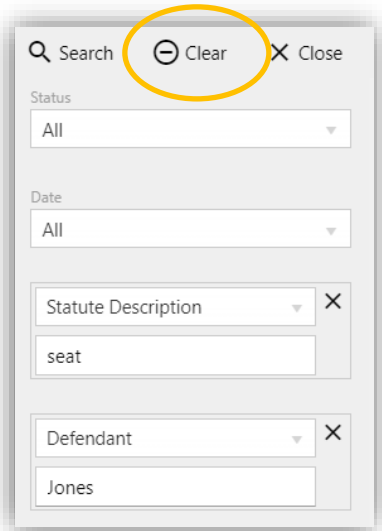 Search Clear Close
Status
All
Date
All
Statute Description
seat
Defendant
Jones